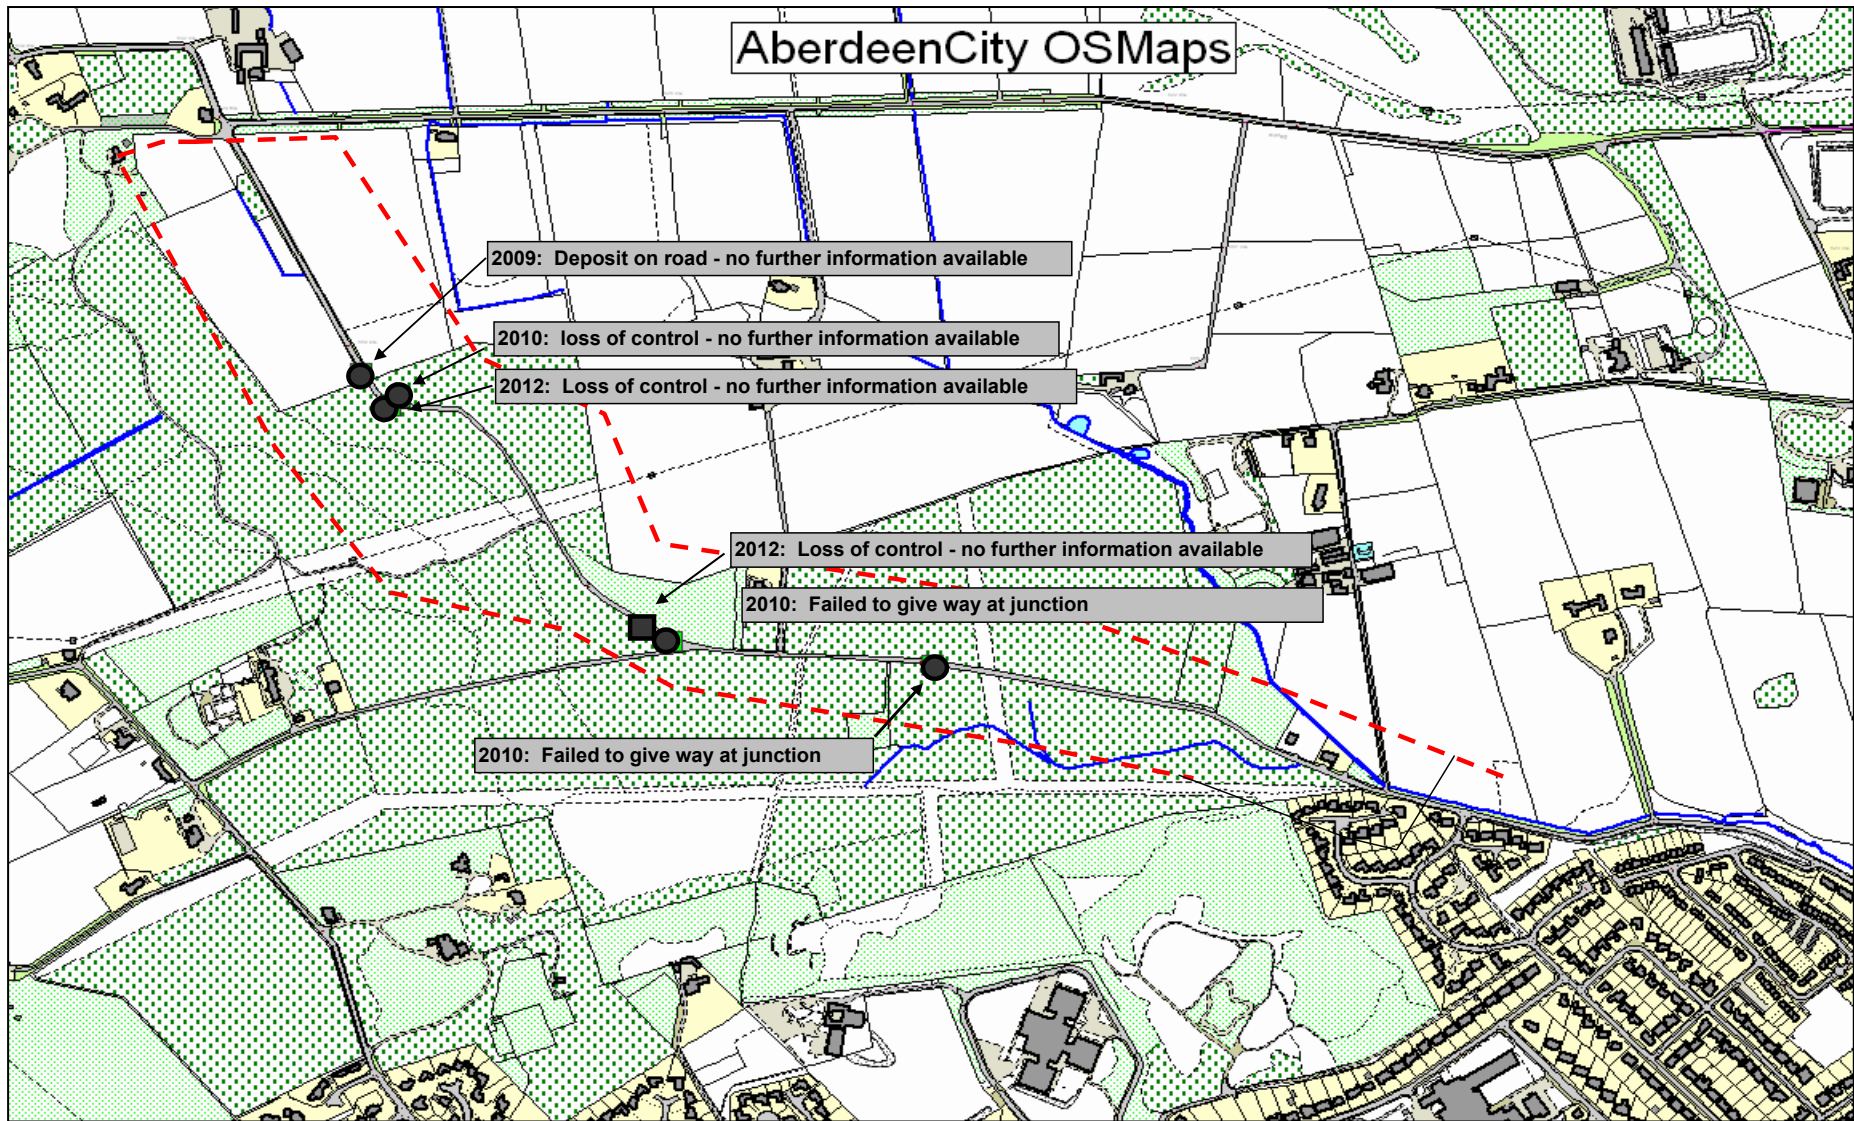 AberdeenCity OSMaps
2009: Deposit on road - no further information available
2010: loss of control - no further information available
2012: Loss of control - no further information available
2012: Loss of control - no further information available
2010: Failed to give way at junction
2010: Failed to give way at junction